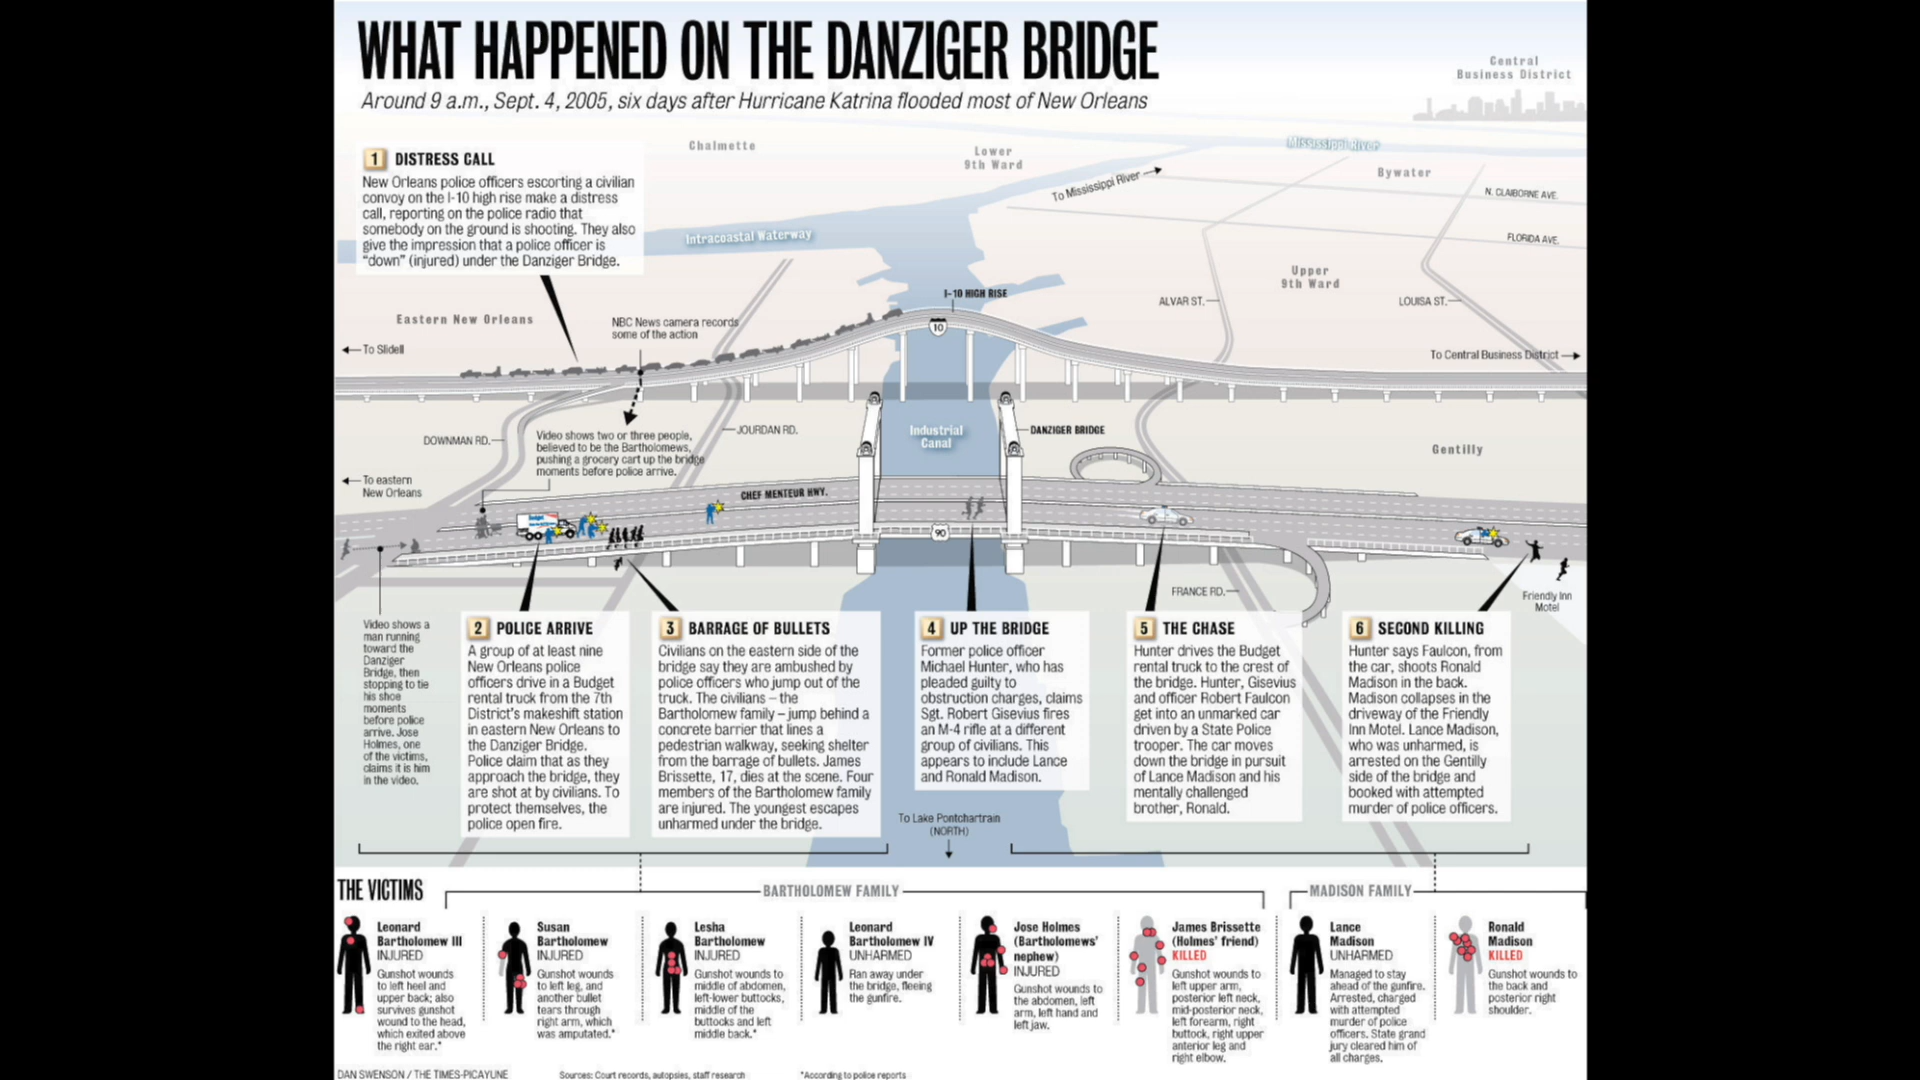 WHAT HAPPENED ON THE DANZIGER BRIDGE
Around 9 a.m., Sept. 4, 2005, six days after Hurricane Katrina flooded most of New Orleans
Central
Business District
1 DISTRESS CALL
New Orleans police officers escorting a civilian
convoy on the I-10 high rise make a distress
call, reporting on the police radio that
somebody on the ground is shooting. They also
give the impression that a police officer is
“down” (injured) under the Danziger Bridge.
Chalmette
Lower
9th Ward
Mississippi River
To Mississippi River
Bywater
N. CLAIBORNE AVE.
FLORIDA AVE.
Intracoastal Waterway
Upper
9th Ward
I-10 HIGH RISE
ALVAR ST.
LOUISA ST.
Eastern New Orleans
NBC News camera records
some of the action
10
To Slidell
To Central Business District
DOWNMAN RD.
Video shows two or three people,
believed to be the Bartholomews,
pushing a grocery cart up the bridge
moments before police arrive.
JOURDAN RD.
Industrial
Canal
DANZIGER BRIDGE
Gentilly
To eastern
New Orleans
CHEF MENTEUR HWY.
Budget
90
FRANCE RD.
Friendly Inn
Motel
Video shows a
man running
toward the
Danziger
Bridge, then
stopping to tie
his shoe
moments
before police
arrive. Jose
Holmes, one
of the victims,
claims it is him
in the video.
2 POLICE ARRIVE
A group of at least nine
New Orleans police
officers drive in a Budget
rental truck from the 7th
District’s makeshift station
in eastern New Orleans to
the Danziger Bridge.
Police claim that as they
approach the bridge, they
are shot at by civilians. To
protect themselves, the
police open fire.
3 BARRAGE OF BULLETS
Civilians on the eastern side of the
bridge say they are ambushed by
police officers who jump out of the
truck. The civilians – the
Bartholomew family – jump behind a
concrete barrier that lines a
pedestrian walkway, seeking shelter
from the barrage of bullets. James
Brissette, 17, dies at the scene. Four
members of the Bartholomew family
are injured. The youngest escapes
unharmed under the bridge.
4 UP THE BRIDGE
Former police officer
Michael Hunter, who has
pleaded guilty to
obstruction charges, claims
Sgt. Robert Gisevius fires
an M-4 rifle at a different
group of civilians. This
appears to include Lance
and Ronald Madison.
To Lake Pontchartrain
(NORTH)
5 THE CHASE
Hunter drives the Budget
rental truck to the crest of
the bridge. Hunter, Gisevius
and officer Robert Faulcon
get into an unmarked car
driven by a State Police
trooper. The car moves
down the bridge in pursuit
of Lance Madison and his
mentally challenged
brother, Ronald.
6 SECOND KILLING
Hunter says Faulcon, from
the car, shoots Ronald
Madison in the back.
Madison collapses in the
driveway of the Friendly
Inn Motel. Lance Madison,
who was unharmed, is
arrested on the Gentilly
side of the bridge and
booked with attempted
murder of police officers.
THE VICTIMS
BARTHOLOMEW FAMILY
MADISON FAMILY
Leonard
Bartholomew III
INJURED
Gunshot wounds
to left heel and
upper back; also
survives gunshot
wound to the head,
which exited above
the right ear.*
Susan
Bartholomew
INJURED
Gunshot wounds
to left leg, and
another bullet
tears through
right arm, which
was amputated.*
Lesha
Bartholomew
INJURED
Gunshot wounds to
middle of abdomen,
left-lower buttocks,
middle of the
buttocks and left
middle back.*
Leonard
Bartholomew IV
UNHARMED
Ran away under
the bridge, fleeing
the gunfire.
Jose Holmes
(Bartholomews’
nephew)
INJURED
Gunshot wounds to
the abdomen, left
arm, left hand and
left jaw.
James Brissette
(Holmes’ friend)
KILLED
Gunshot wounds to
left upper arm,
posterior left neck,
mid-posterior neck,
left forearm, right
buttock, right upper
anterior leg and
right elbow.
Lance
Madison
UNHARMED
Managed to stay
ahead of the gunfire.
Arrested, charged
with attempted
murder of police
officers. State grand
jury cleared him of
all charges.
Ronald
Madison
KILLED
Gunshot wounds to
the back and
posterior right
shoulder.
DAN SWENSON / THE TIMES-PICAYUNE
Sources: Court records, autopsies, staff research
*According to police reports